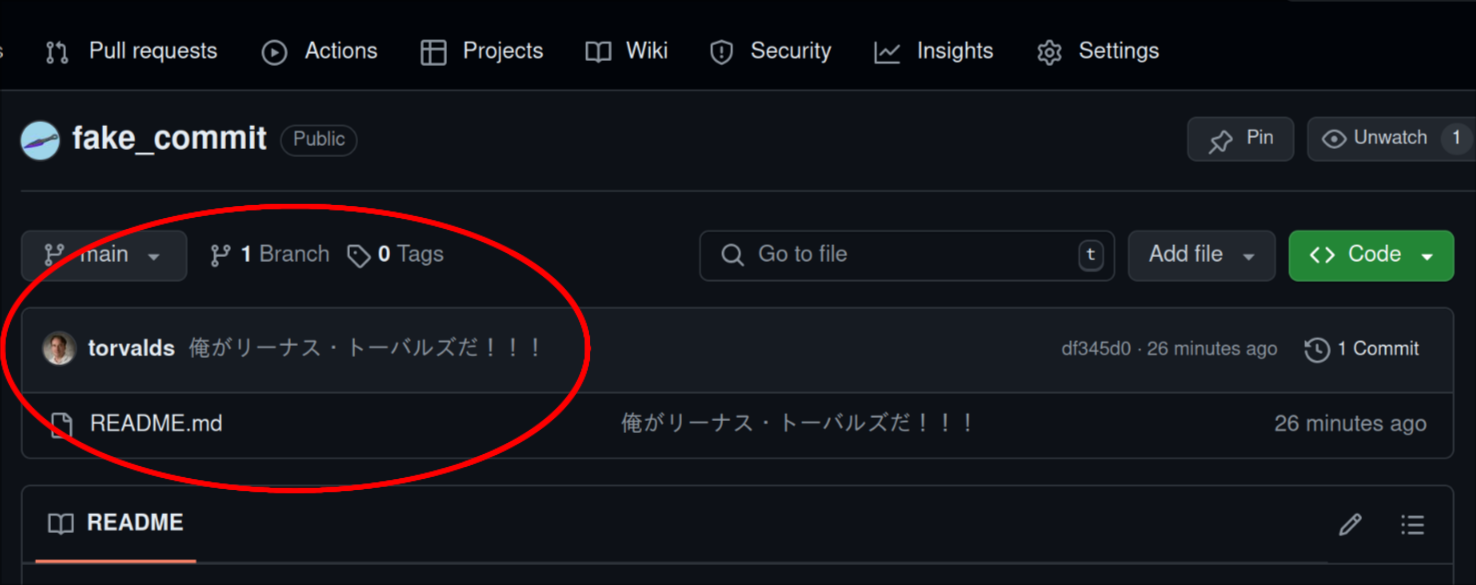 Pull requests Actions Projects Wiki Security Insights Settings
fake_commit Public Pin Unwatch 1
main 1 Branch 0 Tags Go to file t Add file Code
torvalds 俺がリーナス・トーバルズだ！！！ df345d0 · 26 minutes ago 1 Commit
README.md 俺がリーナス・トーバルズだ！！！ 26 minutes ago
README